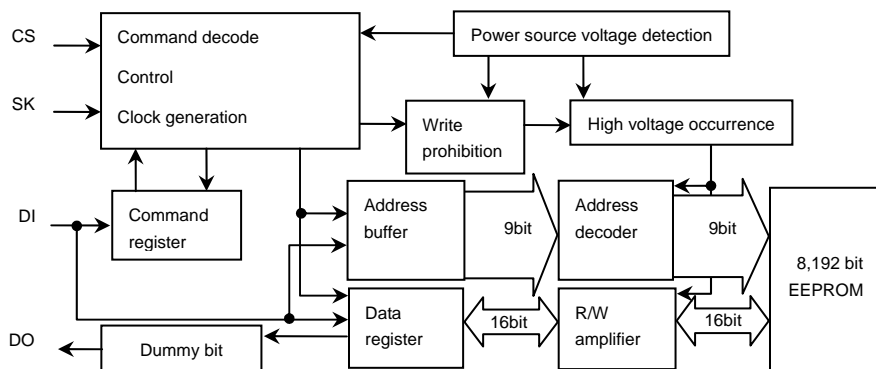 CS
Command decode
Control
SK
Clock generation
Power source voltage detection
Write
prohibition
High voltage occurrence
DI
Command
register
Address
buffer
9bit
Address
decoder
9bit
8,192 bit
EEPROM
DO
Dummy bit
Data
register
16bit
R/W
amplifier
16bit